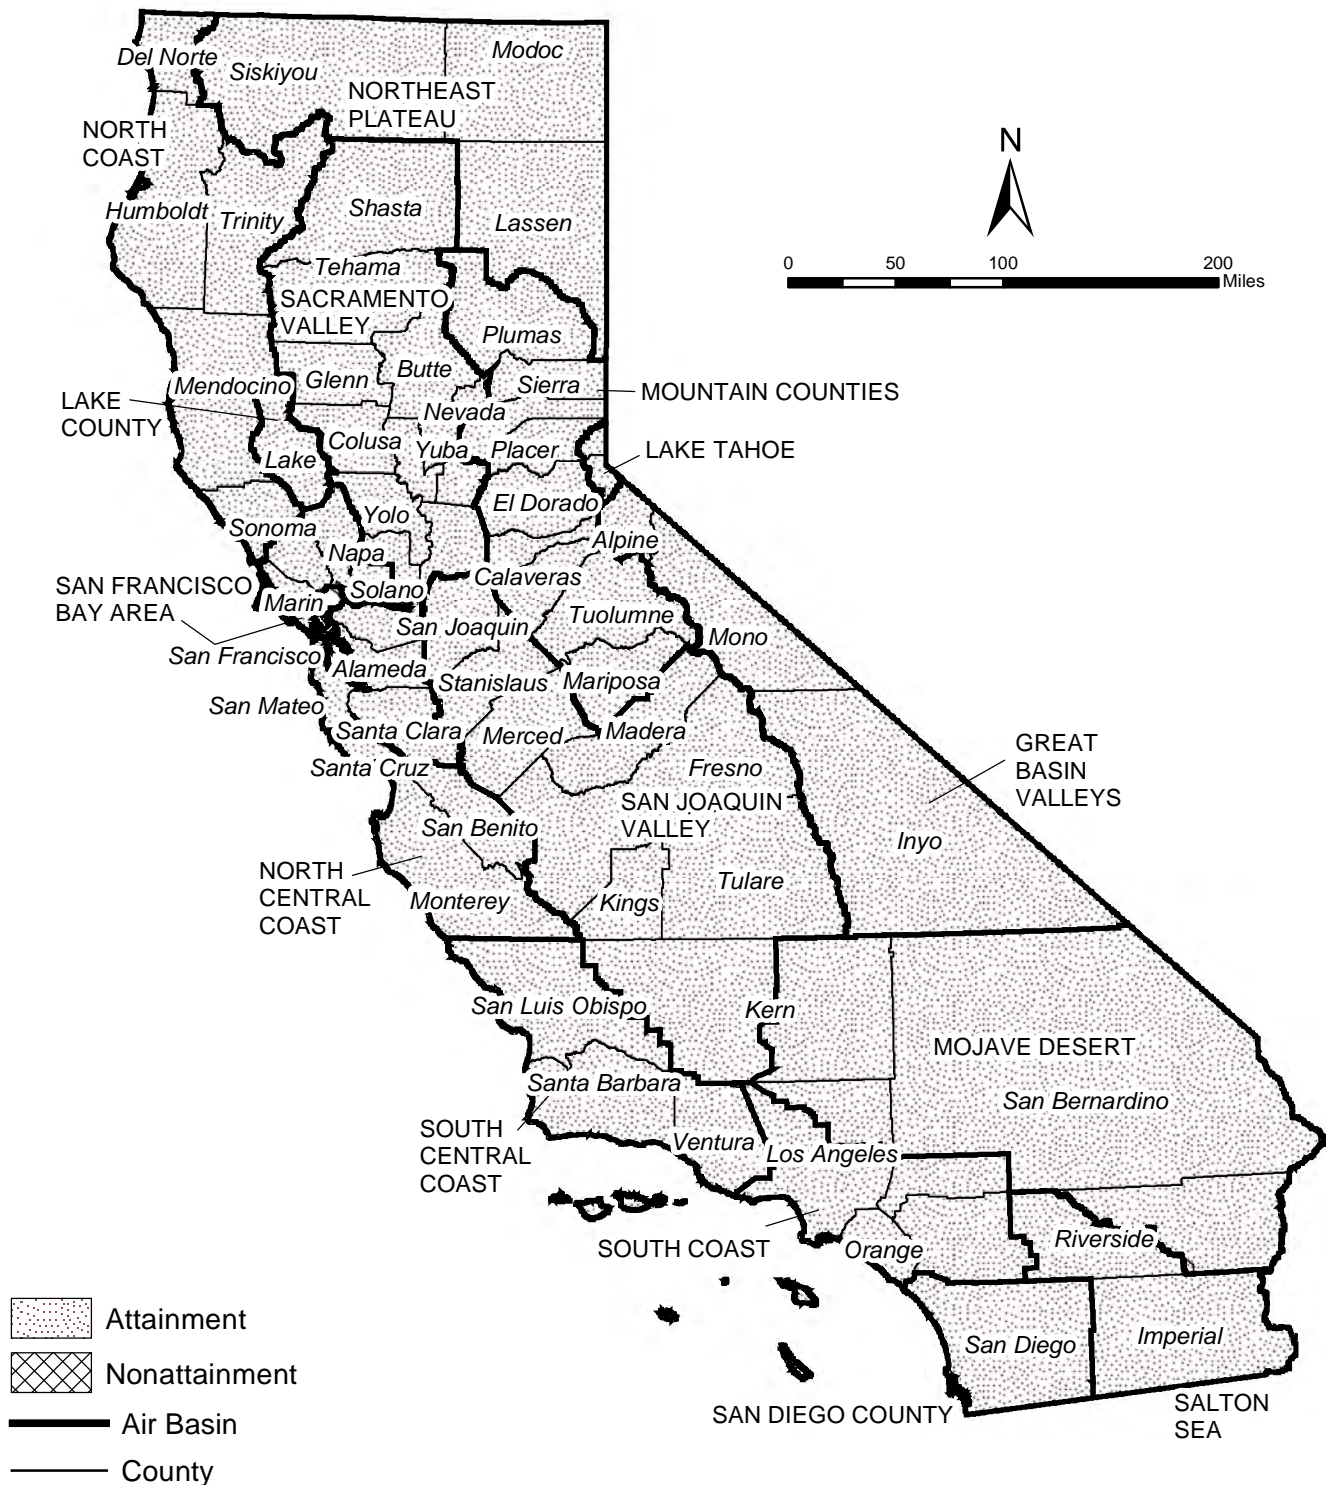 Del Norte
Siskiyou
Modoc
NORTHEAST
PLATEAU
NORTH
COAST
N
Humboldt
Trinity
Shasta
Lassen
0
50
100
200
Miles
Tehama
SACRAMENTO
VALLEY
Plumas
Mendocino
Glenn
Butte
Sierra
MOUNTAIN COUNTIES
LAKE
COUNTY
Nevada
Colusa
Yuba
Placer
LAKE TAHOE
Lake
El Dorado
Yolo
Sonoma
Napa
Alpine
SAN FRANCISCO
BAY AREA
Solano
Calaveras
Marin
San Joaquin
Tuolumne
Mono
San Francisco
Alameda
Stanislaus
Mariposa
San Mateo
Santa Clara
Merced
Madera
Santa Cruz
Fresno
GREAT
BASIN
VALLEYS
SAN JOAQUIN
VALLEY
San Benito
Inyo
NORTH
CENTRAL
COAST
Monterey
Kings
Tulare
San Luis Obispo
Kern
MOJAVE DESERT
Santa Barbara
San Bernardino
SOUTH
CENTRAL
COAST
Ventura
Los Angeles
SOUTH COAST
Orange
Riverside
Attainment
San Diego
Imperial
Nonattainment
SAN DIEGO COUNTY
SALTON
SEA
Air Basin
County